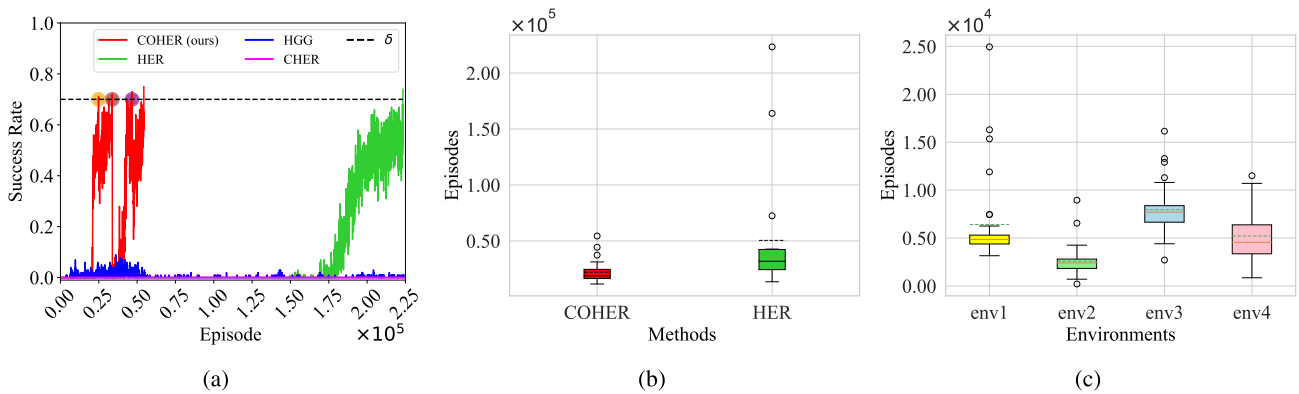 1.0
0.8
0.6
0.4
0.2
0.0
Success Rate
COHER (ours)
HER
HGG
CHER
δ
0.00
0.25
0.50
0.75
1.00
1.25
1.50
1.75
2.00
2.25
Episode
×10⁵
(a)
×10⁵
2.00
1.50
1.00
0.50
Episodes
COHER
HER
Methods
(b)
×10⁴
2.50
2.00
1.50
1.00
0.50
0.00
Episodes
env1
env2
env3
env4
Environments
(c)